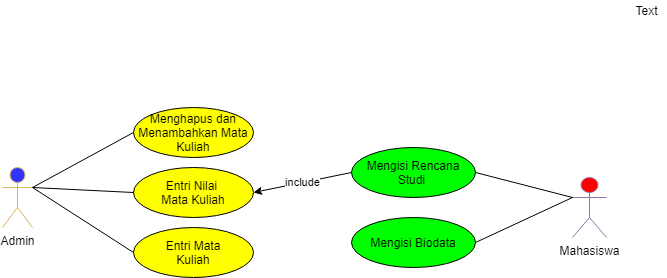 Text
Menghapus dan
Menambahkan Mata
Kuliah
Mengisi Rencana
Studi
include
Entri Nilai
Mata Kuliah
Admin
Mengisi Biodata
Mahasiswa
Entri Mata
Kuliah